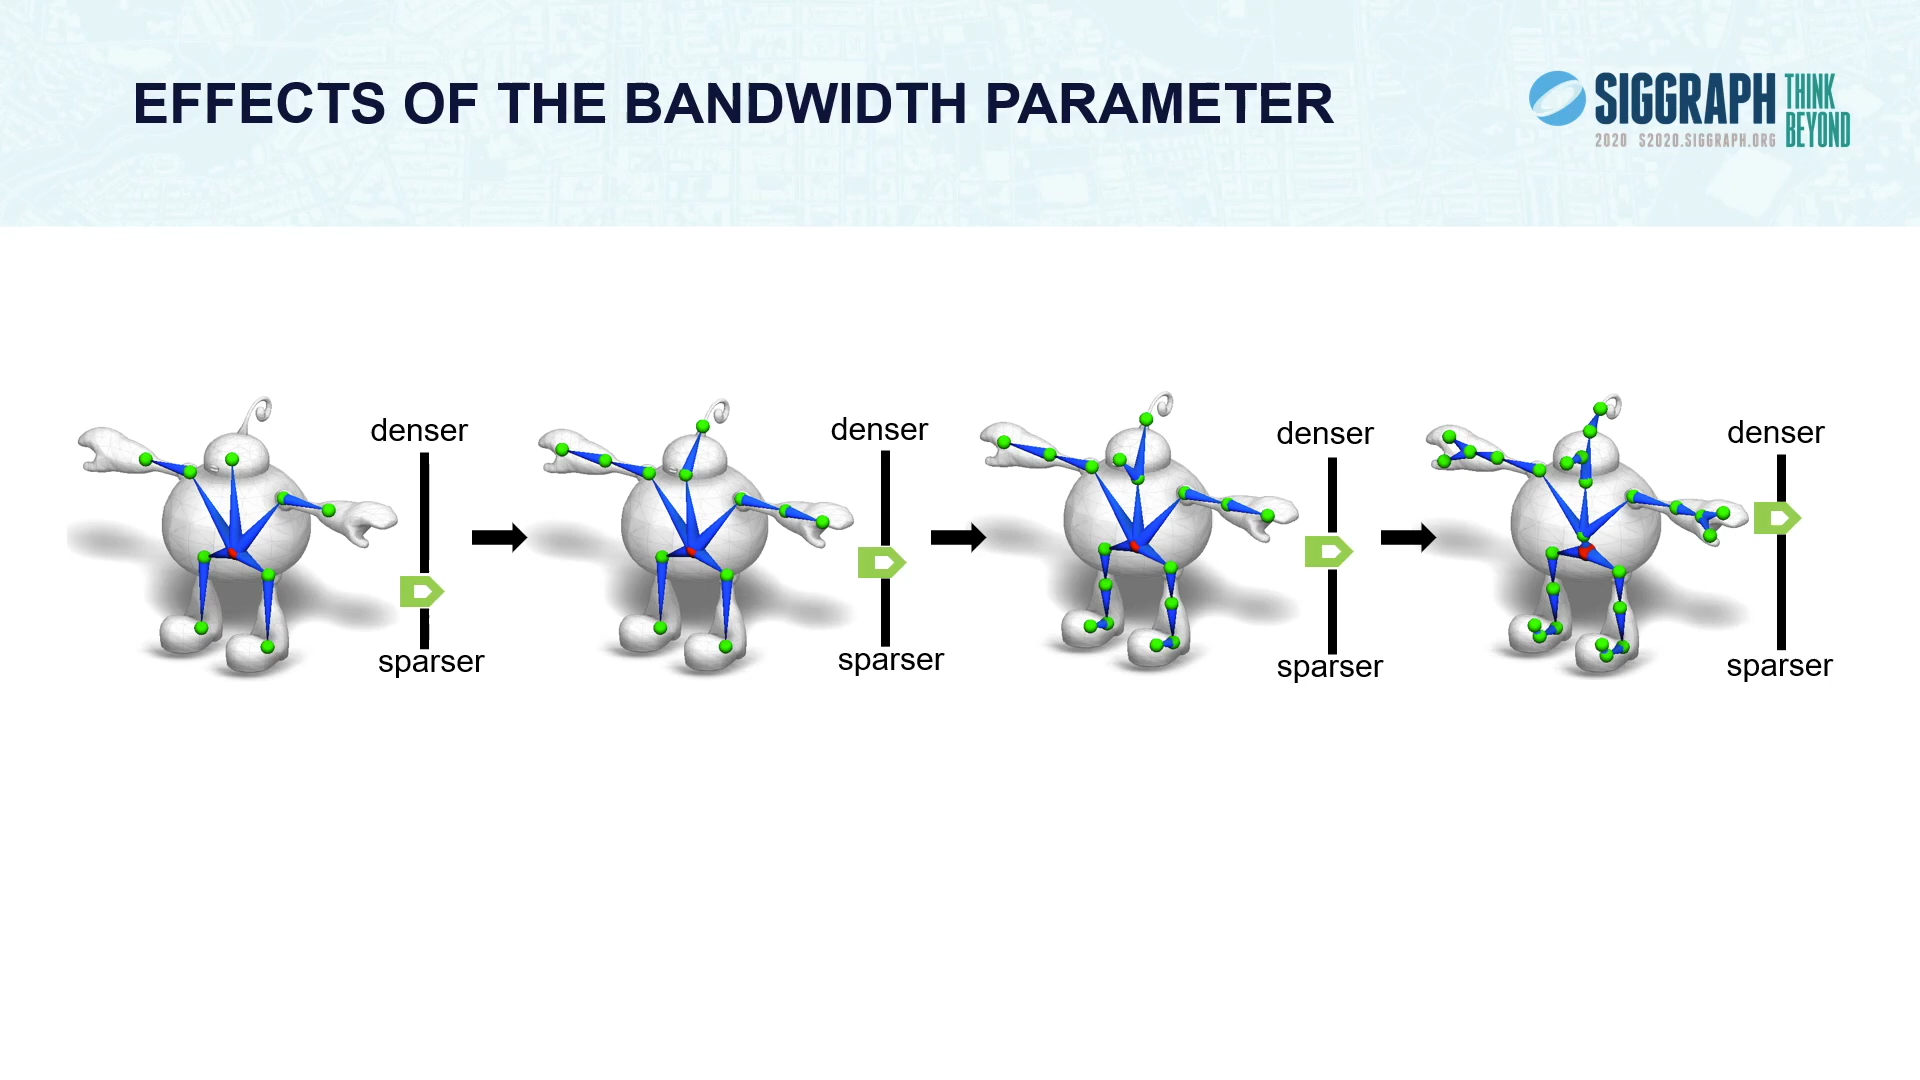 EFFECTS OF THE BANDWIDTH PARAMETER
SIGGRAPH
THINK
BEYOND
2020 S2020.SIGGRAPH.ORG
denser
denser
denser
denser
sparser
sparser
sparser
sparser